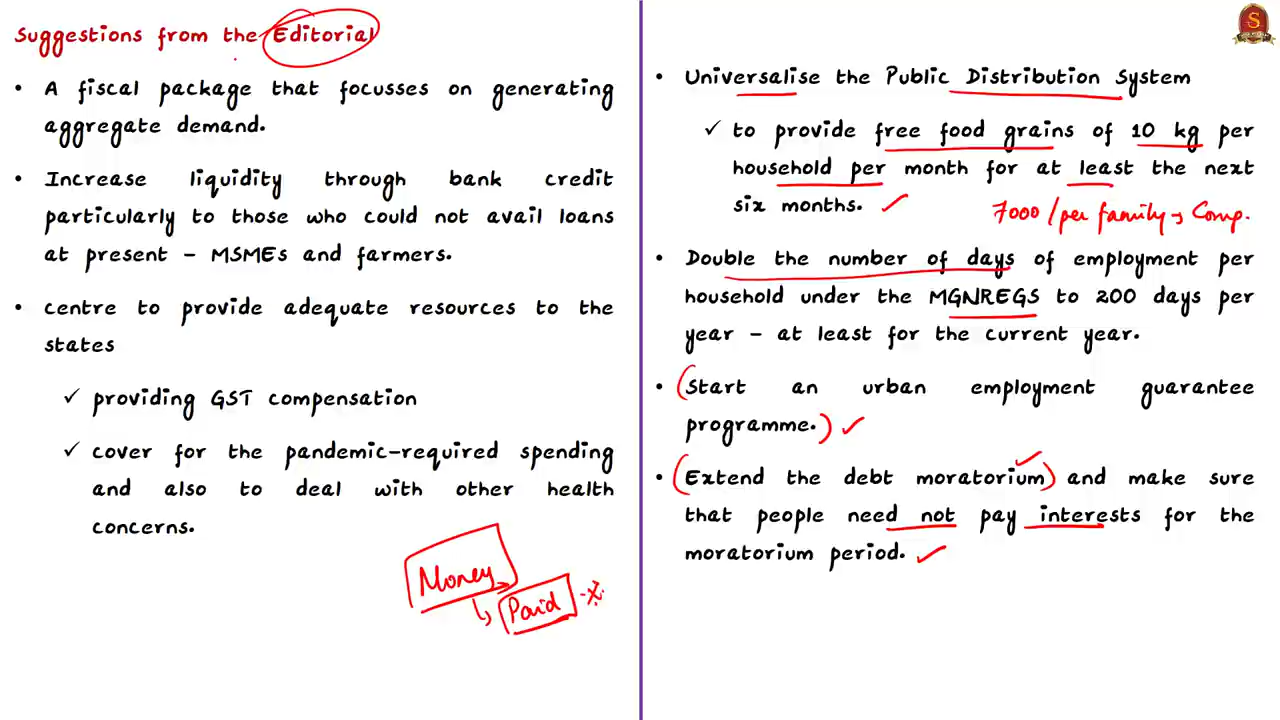 Suggestions from the Editorial
• A fiscal package that focusses on generating
aggregate demand.
• Increase liquidity through bank credit
particularly to those who could not avail loans
at present – MSMEs and farmers.
• centre to provide adequate resources to the
states
✓ providing GST compensation
✓ cover for the pandemic-required spending
and also to deal with other health
concerns.
Money
Paid
• Universalise the Public Distribution System
✓ to provide free food grains of 10 kg per
household per month for at least the next
six months.
7000/per family → Comp.
• Double the number of days of employment per
household under the MGNREGS to 200 days per
year – at least for the current year.
• (Start an urban employment guarantee
programme.)
• (Extend the debt moratorium) and make sure
that people need not pay interests for the
moratorium period.
S